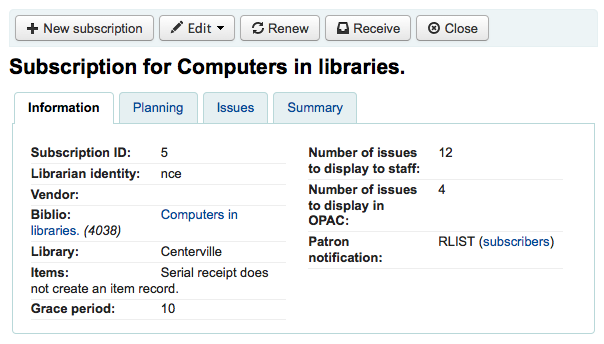 New subscription Edit Renew Receive Close
Subscription for Computers in libraries.
Information Planning Issues Summary
Subscription ID: 5
Librarian identity: nce
Vendor:
Biblio: Computers in
libraries. (4038)
Library: Centerville
Items: Serial receipt does
not create an item record.
Grace period: 10
Number of issues 12
to display to staff:
Number of issues 4
to display in
OPAC:
Patron RLIST (subscribers)
notification: